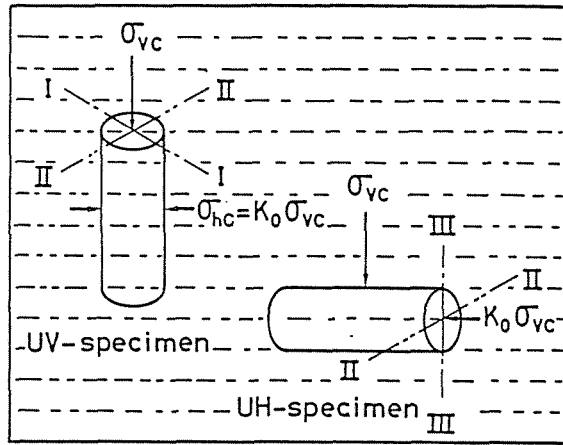 σvc
I II
II I
σhc=K₀σvc
σvc
III
II
K₀σvc
UV-specimen
II
UH-specimen III